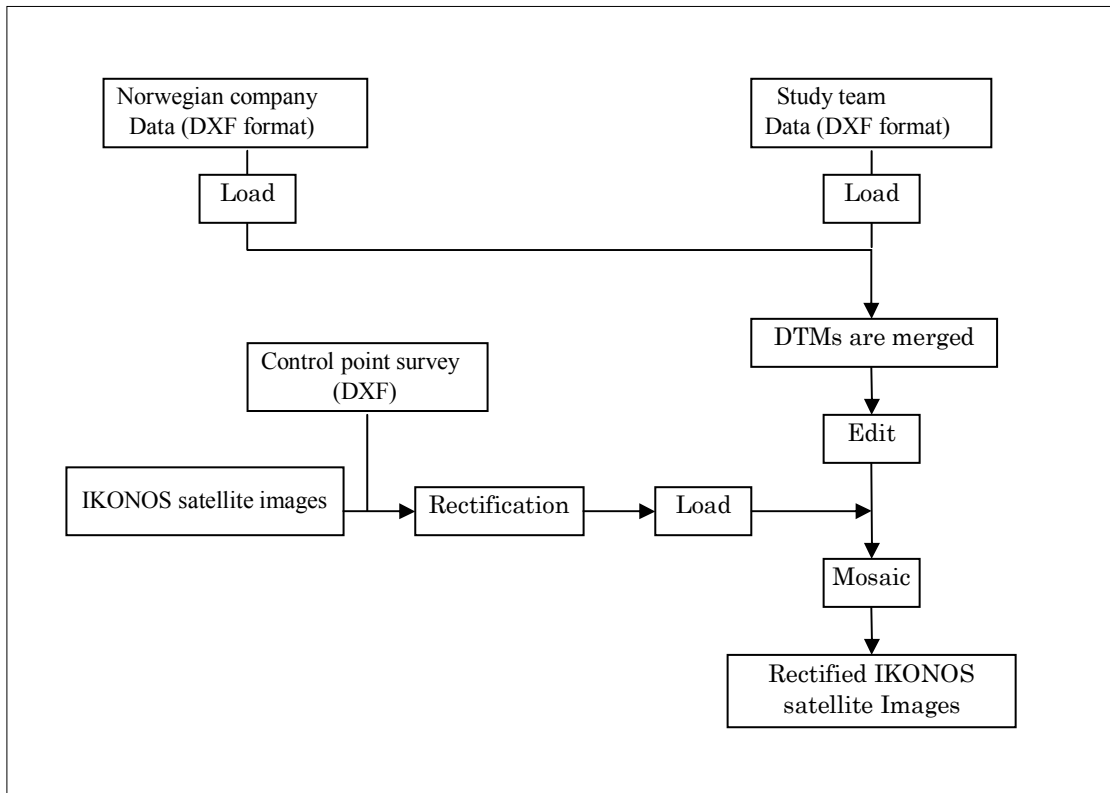 Norwegian company
Data (DXF format)
Study team
Data (DXF format)
Load
Load
DTMs are merged
Control point survey
(DXF)
Edit
IKONOS satellite images
Rectification
Load
Mosaic
Rectified IKONOS
satellite Images